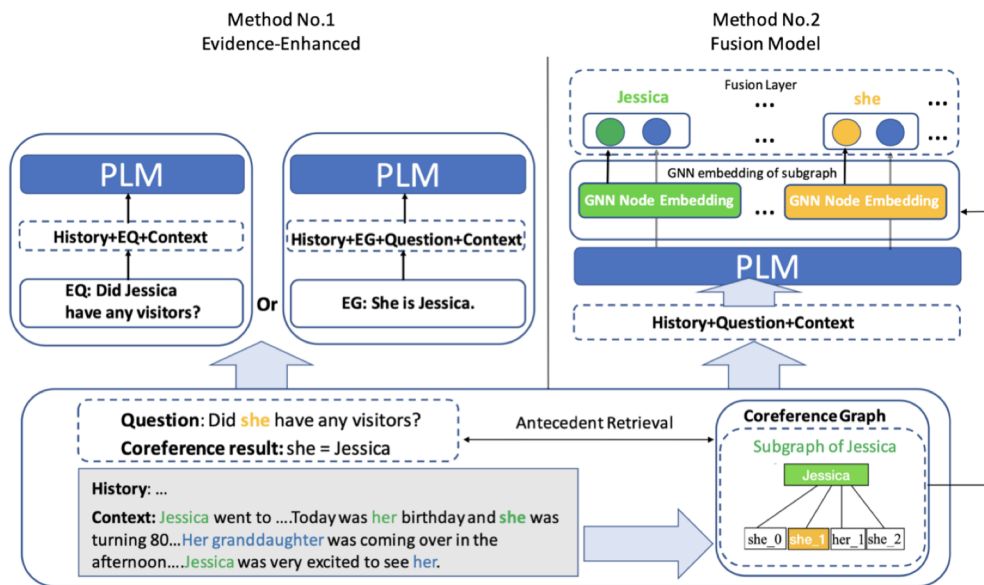 Method No.1
Evidence-Enhanced
PLM
History+EQ+Context
EQ: Did Jessica
have any visitors?
Or
PLM
History+EG+Question+Context
EG: She is Jessica.
Method No.2
Fusion Model
Fusion Layer
Jessica
...
she
...
...
...
GNN embedding of subgraph
GNN Node Embedding
...
GNN Node Embedding
PLM
History+Question+Context
Question: Did she have any visitors?
Coreference result: she = Jessica
Antecedent Retrieval
History: ...
Context: Jessica went to ....Today was her birthday and she was
turning 80...Her granddaughter was coming over in the
afternoon....Jessica was very excited to see her.
Coreference Graph
Subgraph of Jessica
Jessica
she_0 she_1 her_1 she_2